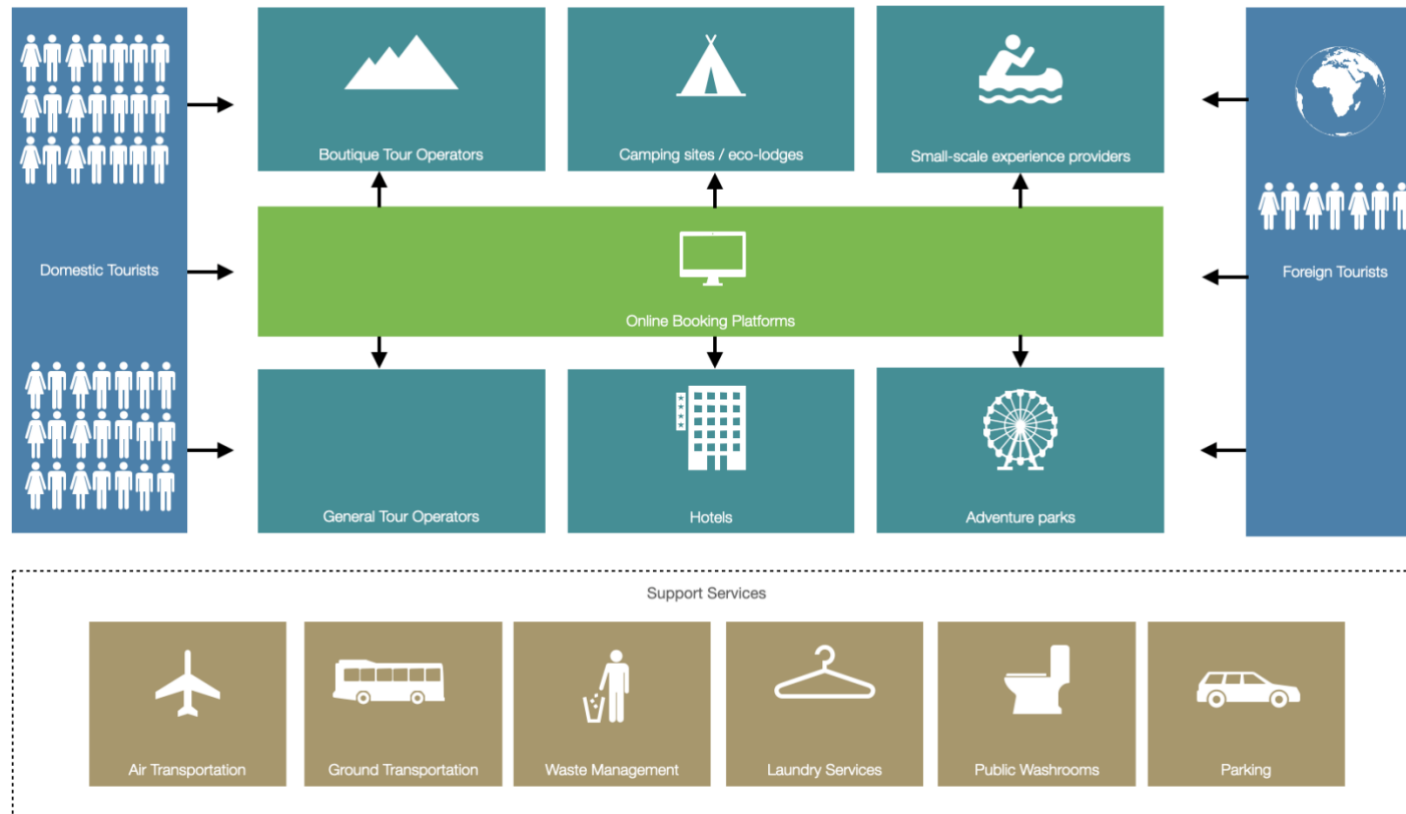 Boutique Tour Operators
Camping sites / eco-lodges
Small-scale experience providers
Domestic Tourists
Foreign Tourists
Online Booking Platforms
General Tour Operators
Hotels
Adventure parks
Support Services
Air Transportation
Ground Transportation
Waste Management
Laundry Services
Public Washrooms
Parking